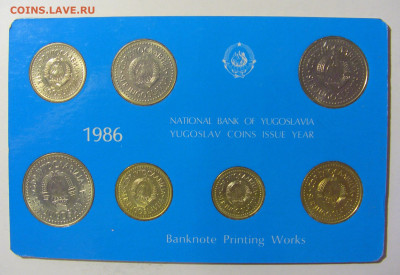 COINS.LAVE.RU
NATIONAL BANK OF YUGOSLAVIA
YUGOSLAV COINS ISSUE YEAR
1986
Banknote Printing Works